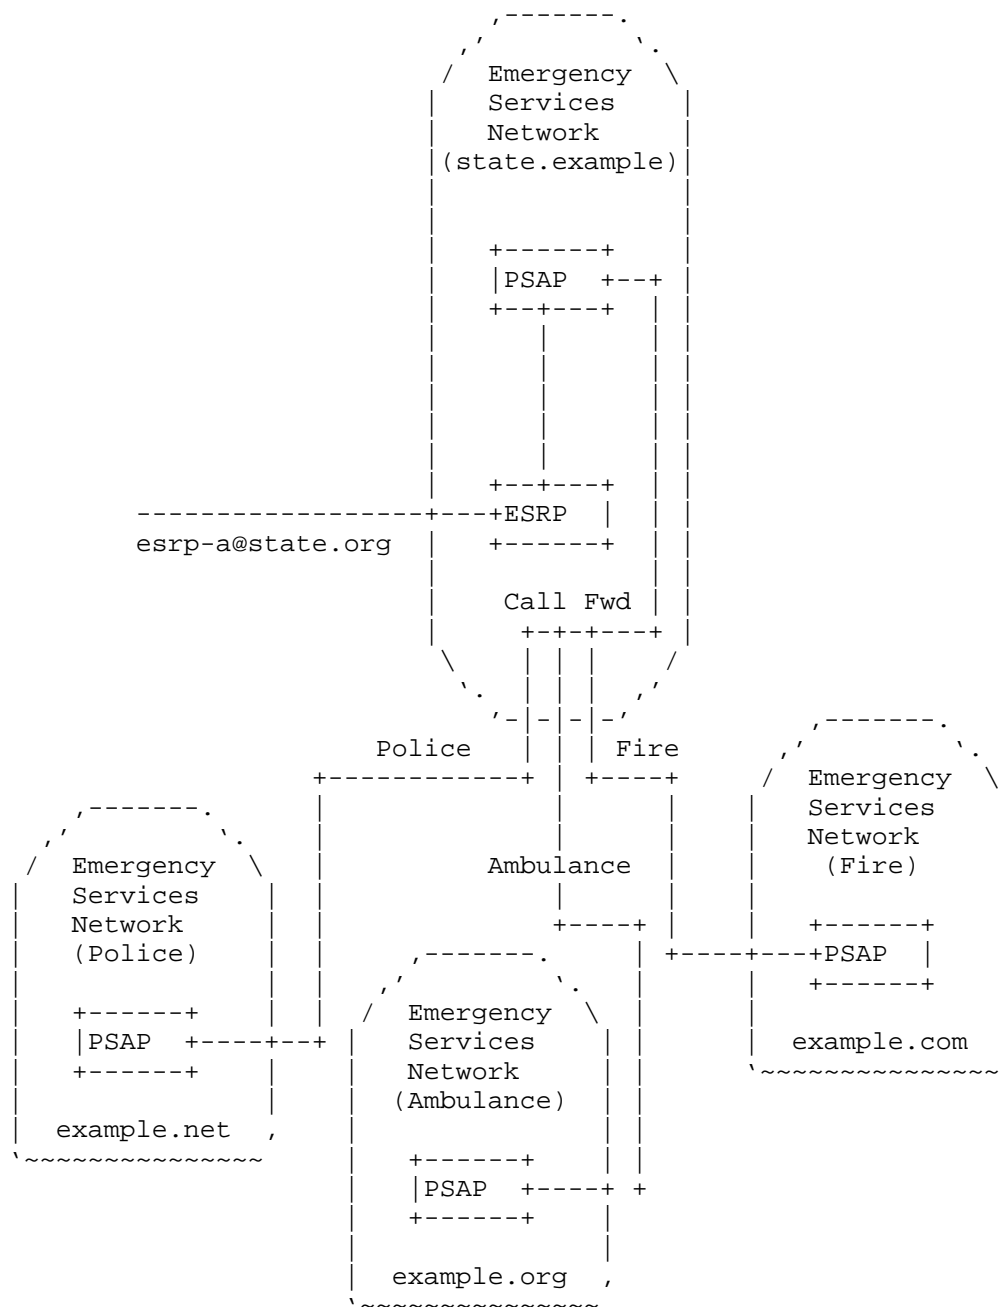 Emergency
Services
Network
(state.example)
PSAP
ESRP
esrp-a@state.org
Call Fwd
Police
Fire
Emergency
Services
Network
(Fire)
PSAP
example.com
Ambulance
Emergency
Services
Network
(Police)
PSAP
example.net
Emergency
Services
Network
(Ambulance)
PSAP
example.org